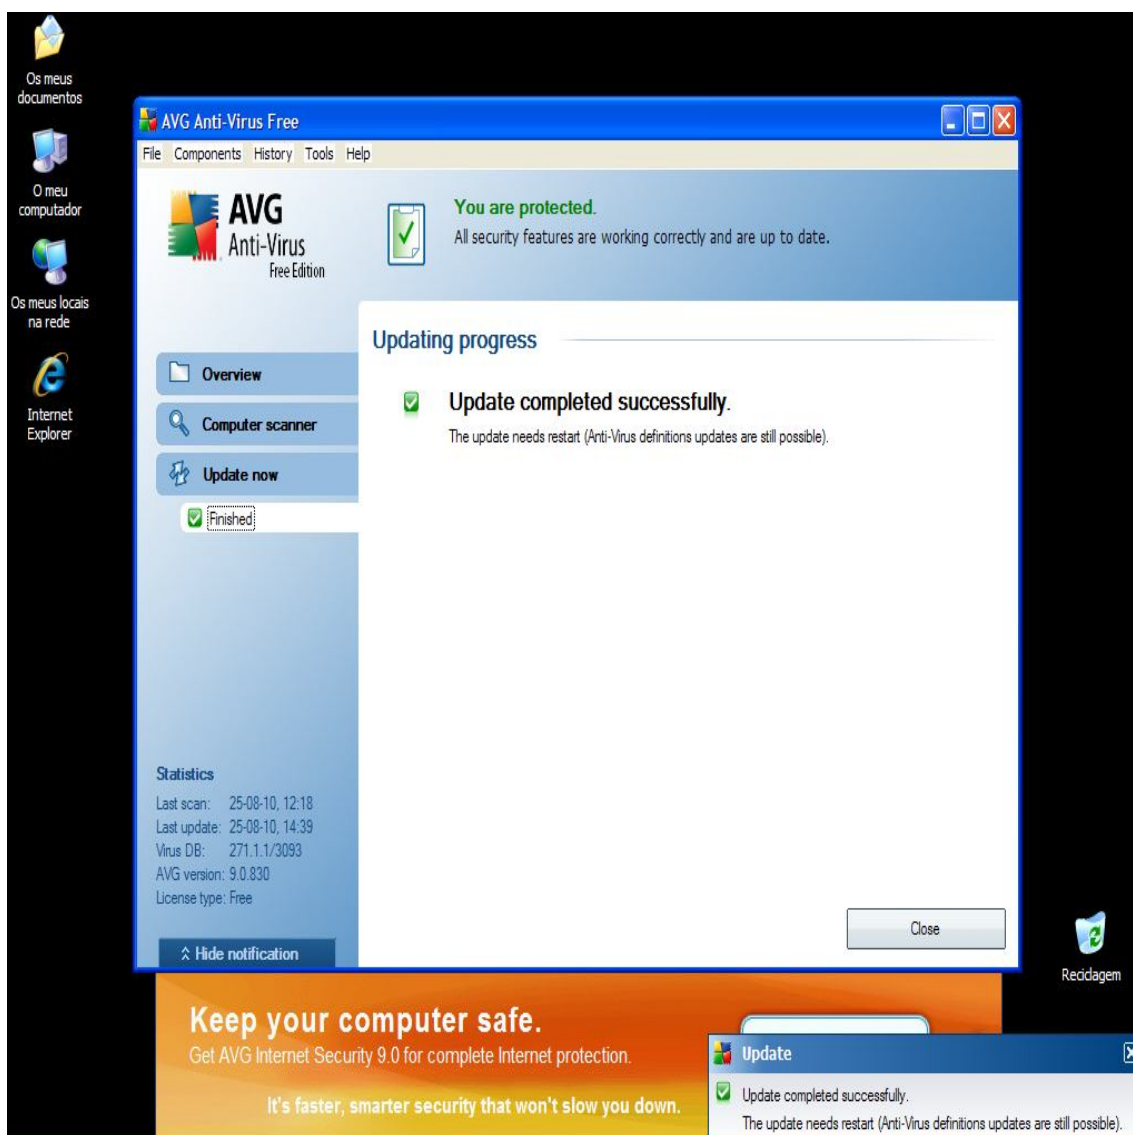 Os meus
documentos
O meu
computador
Os meus locais
na rede
Internet
Explorer
AVG Anti-Virus Free
File Components History Tools Help
AVG
Anti-Virus
Free Edition
You are protected.
All security features are working correctly and are up to date.
Overview
Computer scanner
Update now
Finished
Updating progress
Update completed successfully.
The update needs restart (Anti-Virus definitions updates are still possible).
Statistics
Last scan: 25-08-10, 12:18
Last update: 25-08-10, 14:39
Virus DB: 271.1.1/3093
AVG version: 9.0.830
License type: Free
Hide notification
Close
Reciclagem
Keep your computer safe.
Get AVG Internet Security 9.0 for complete Internet protection.
It's faster, smarter security that won't slow you down.
Update
Update completed successfully.
The update needs restart (Anti-Virus definitions updates are still possible).